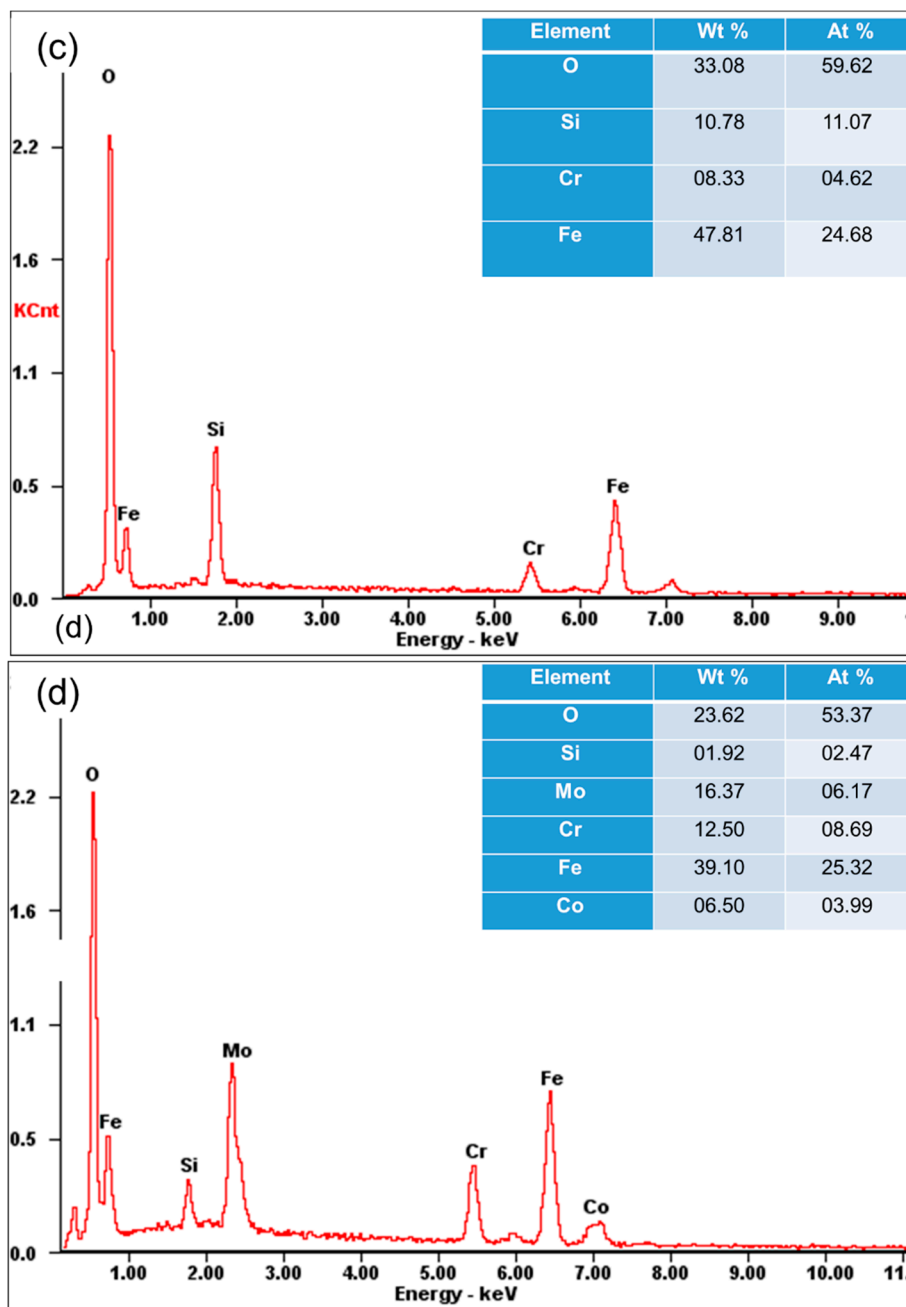 (c)
O
Element Wt % At %
O 33.08 59.62
Si 10.78 11.07
Cr 08.33 04.62
Fe 47.81 24.68
2.2
1.6
KCnt
1.1
Si
0.5
Fe
Fe
Cr
0.0
1.00 2.00 3.00 4.00 5.00 6.00 7.00 8.00 9.00
Energy - keV
(d)
(d)
Element Wt % At %
O 23.62 53.37
Si 01.92 02.47
Mo 16.37 06.17
Cr 12.50 08.69
Fe 39.10 25.32
Co 06.50 03.99
O
2.2
1.6
1.1
Mo
Fe
Fe
0.5
Si
Cr
Co
0.0
1.00 2.00 3.00 4.00 5.00 6.00 7.00 8.00 9.00 10.00 11.
Energy - keV